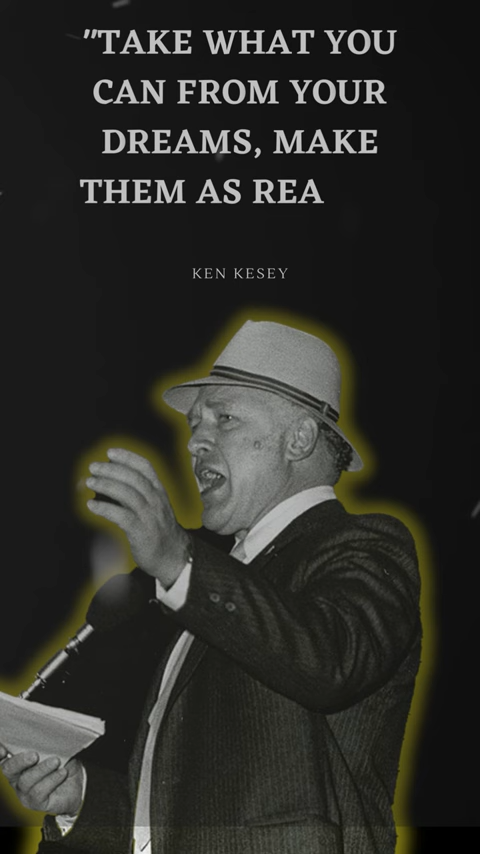 "TAKE WHAT YOU
CAN FROM YOUR
DREAMS, MAKE
THEM AS REA
KEN KESEY